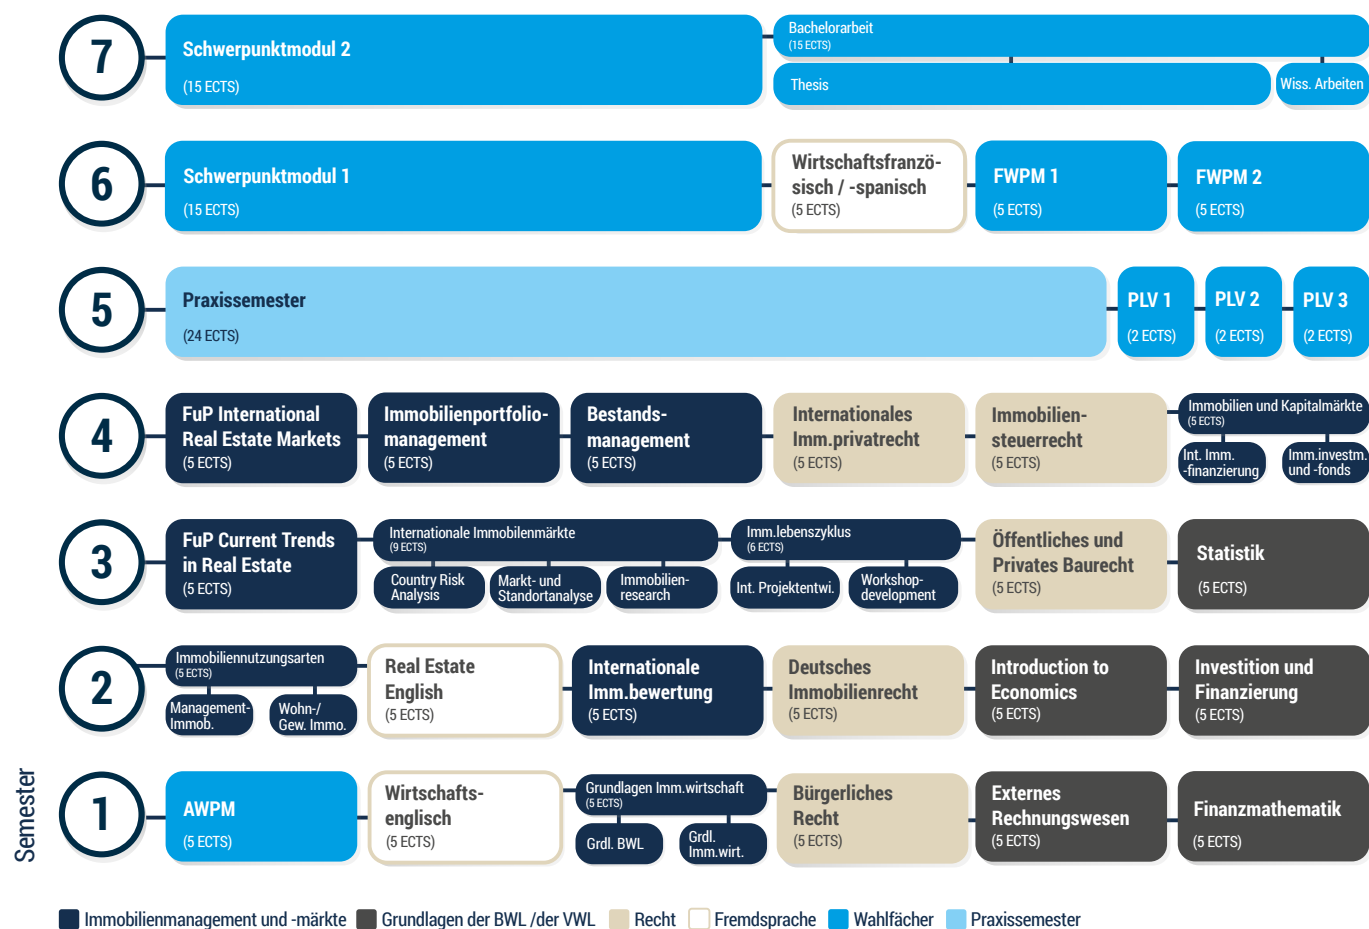 7
Schwerpunktmodul 2
(15 ECTS)
Bachelorarbeit
(15 ECTS)
Thesis
Wiss. Arbeiten
6
Schwerpunktmodul 1
(15 ECTS)
Wirtschaftsfranzö-
sisch / -spanisch
(5 ECTS)
FWPM 1
(5 ECTS)
FWPM 2
(5 ECTS)
5
Praxissemester
(24 ECTS)
PLV 1
(2 ECTS)
PLV 2
(2 ECTS)
PLV 3
(2 ECTS)
4
FuP International
Real Estate Markets
(5 ECTS)
Immobilienportfolio-
management
(5 ECTS)
Bestands-
management
(5 ECTS)
Internationales
Imm.privatrecht
(5 ECTS)
Immobilien-
steuerrecht
(5 ECTS)
Immobilien und Kapitalmärkte
(5 ECTS)
Int. Imm.
-finanzierung
Imm.investm.
und -fonds
3
FuP Current Trends
in Real Estate
(5 ECTS)
Internationale Immobilenmärkte
(9 ECTS)
Country Risk
Analysis
Markt- und
Standortanalyse
Immobilien-
research
Imm.lebenszyklus
(6 ECTS)
Int. Projektentwi.
Workshop-
development
Öffentliches und
Privates Baurecht
(5 ECTS)
Statistik
(5 ECTS)
2
Immobiliennutzungsarten
(5 ECTS)
Management-
Immob.
Wohn-/
Gew. Immo.
Real Estate
English
(5 ECTS)
Internationale
Imm.bewertung
(5 ECTS)
Deutsches
Immobilienrecht
(5 ECTS)
Introduction to
Economics
(5 ECTS)
Investition und
Finanzierung
(5 ECTS)
Semester
1
AWPM
(5 ECTS)
Wirtschafts-
englisch
(5 ECTS)
Grundlagen Imm.wirtschaft
(5 ECTS)
Grdl. BWL
Grdl.
Imm.wirt.
Bürgerliches
Recht
(5 ECTS)
Externes
Rechnungswesen
(5 ECTS)
Finanzmathematik
(5 ECTS)
Immobilienmanagement und -märkte
Grundlagen der BWL /der VWL
Recht
Fremdsprache
Wahlfächer
Praxissemester